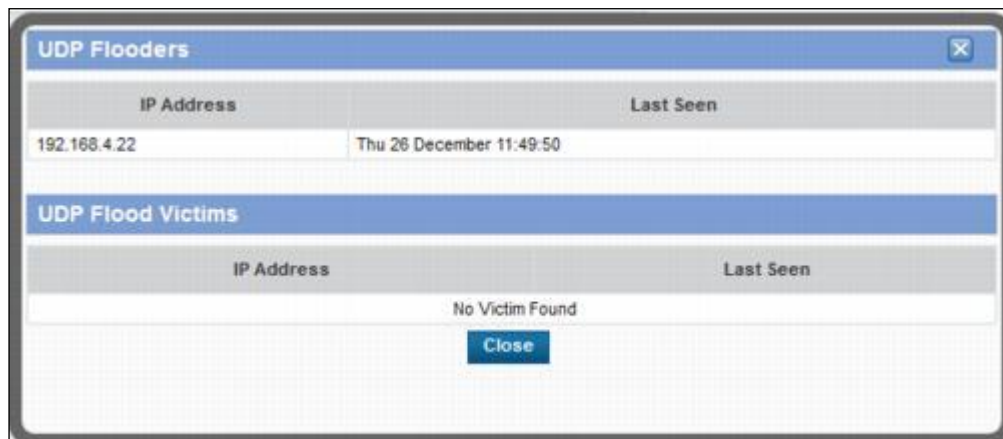 UDP Flooders
IP Address Last Seen
192.168.4.22 Thu 26 December 11:49:50
UDP Flood Victims
IP Address Last Seen
No Victim Found
Close